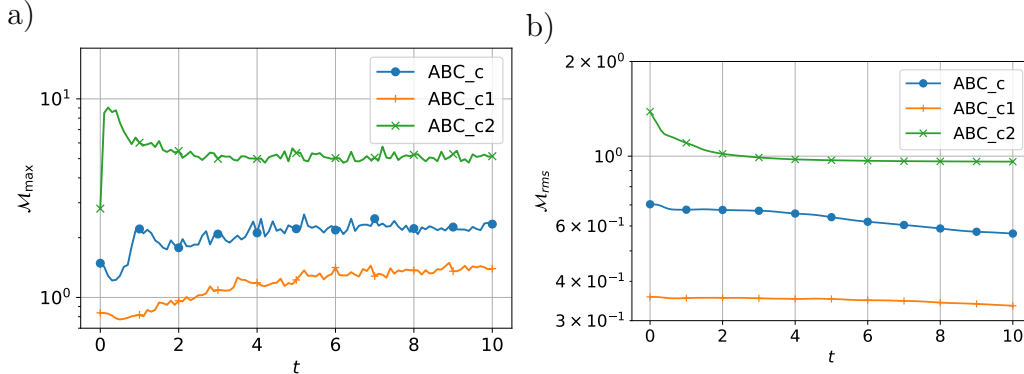 a)
10¹
10⁰
ℳmax
0 2 4 6 8 10
t
ABC_c
ABC_c1
ABC_c2
b)
2 × 10⁰
10⁰
6 × 10⁻¹
4 × 10⁻¹
3 × 10⁻¹
ℳrms
0 2 4 6 8 10
t
ABC_c
ABC_c1
ABC_c2